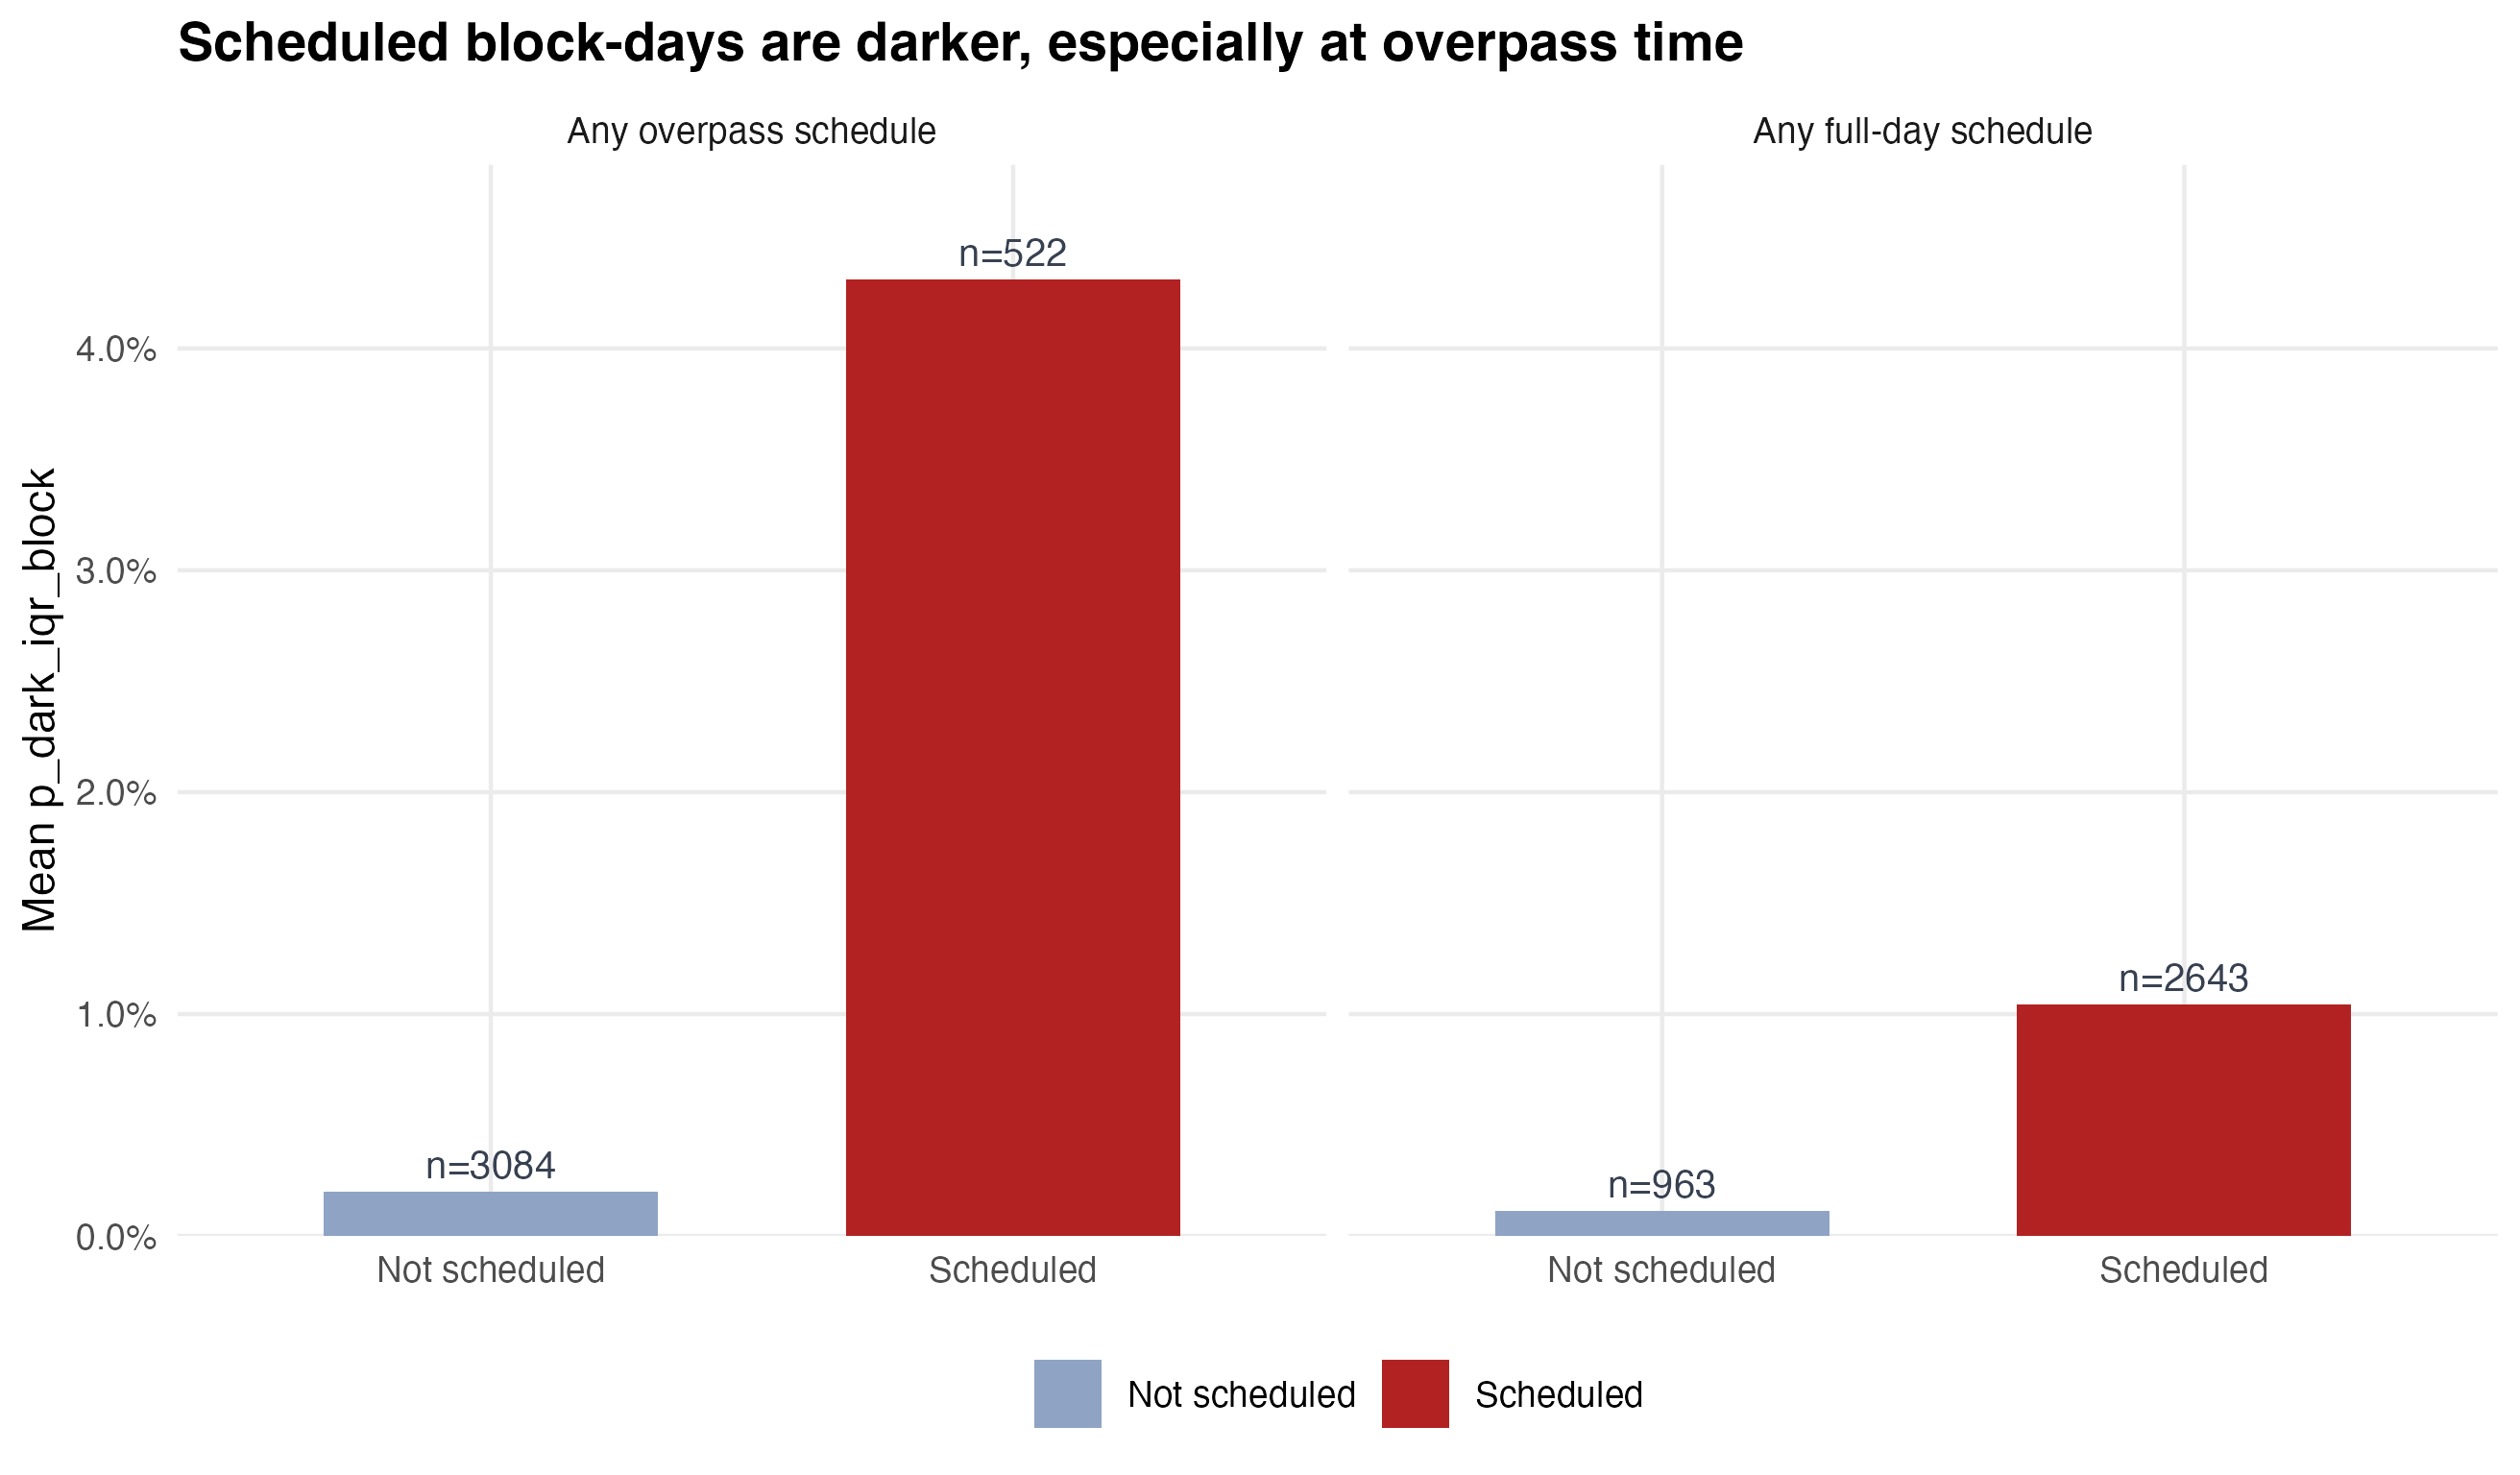 Scheduled block-days are darker, especially at overpass time
Any overpass schedule
Any full-day schedule
Mean p_dark_iqr_block
4.0%
3.0%
2.0%
1.0%
0.0%
n=3084
n=522
n=963
n=2643
Not scheduled
Scheduled
Not scheduled
Scheduled
Not scheduled
Scheduled